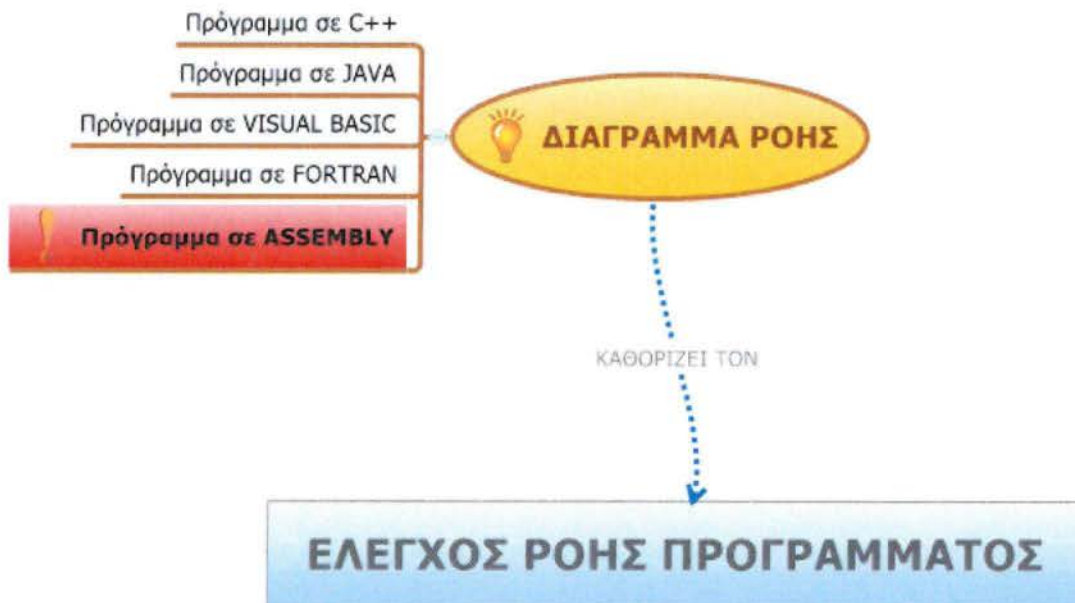 Πρόγραμμα σε C++
Πρόγραμμα σε JAVA
Πρόγραμμα σε VISUAL BASIC
Πρόγραμμα σε FORTRAN
Πρόγραμμα σε ASSEMBLY
ΔΙΑΓΡΑΜΜΑ ΡΟΗΣ
ΚΑΘΟΡΙΖΕΙ ΤΟΝ
ΕΛΕΓΧΟΣ ΡΟΗΣ ΠΡΟΓΡΑΜΜΑΤΟΣ